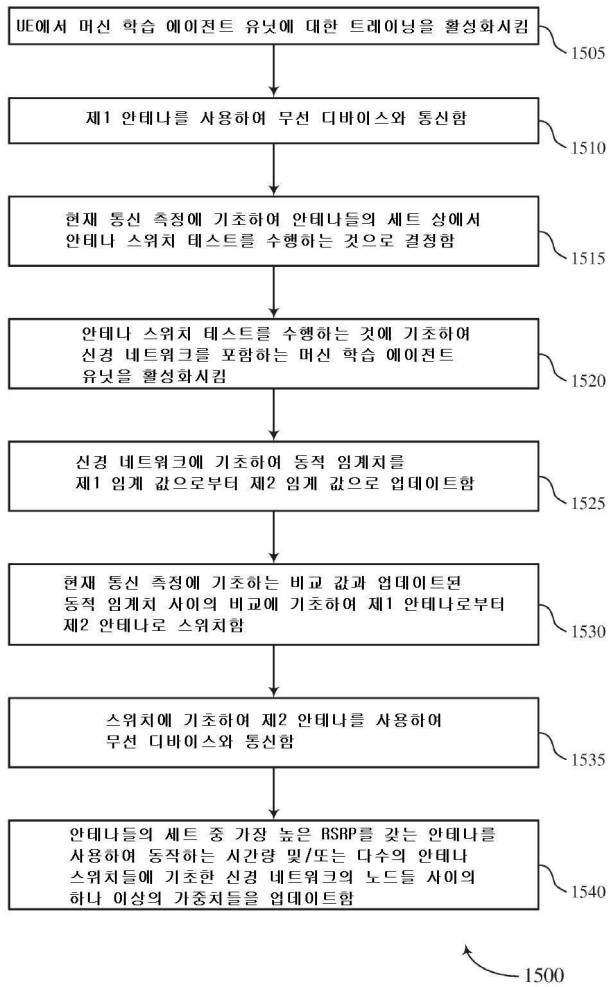 UE에서 머신 학습 에이전트 유닛에 대한 트레이닝을 활성화시킴
1505
제1 안테나를 사용하여 무선 디바이스와 통신함
1510
현재 통신 측정에 기초하여 안테나들의 세트 상에서
안테나 스위치 테스트를 수행하는 것으로 결정함
1515
안테나 스위치 테스트를 수행하는 것에 기초하여
신경 네트워크를 포함하는 머신 학습 에이전트
유닛을 활성화시킴
1520
신경 네트워크에 기초하여 동적 임계치를
제1 임계 값으로부터 제2 임계 값으로 업데이트함
1525
현재 통신 측정에 기초하는 비교 값과 업데이트된
동적 임계치 사이의 비교에 기초하여 제1 안테나로부터
제2 안테나로 스위치함
1530
스위치에 기초하여 제2 안테나를 사용하여
무선 디바이스와 통신함
1535
안테나들의 세트 중 가장 높은 RSRP를 갖는 안테나를
사용하여 동작하는 시간량 및/또는 다수의 안테나
스위치들에 기초한 신경 네트워크의 노드들 사이의
하나 이상의 가중치들을 업데이트함
1540
1500